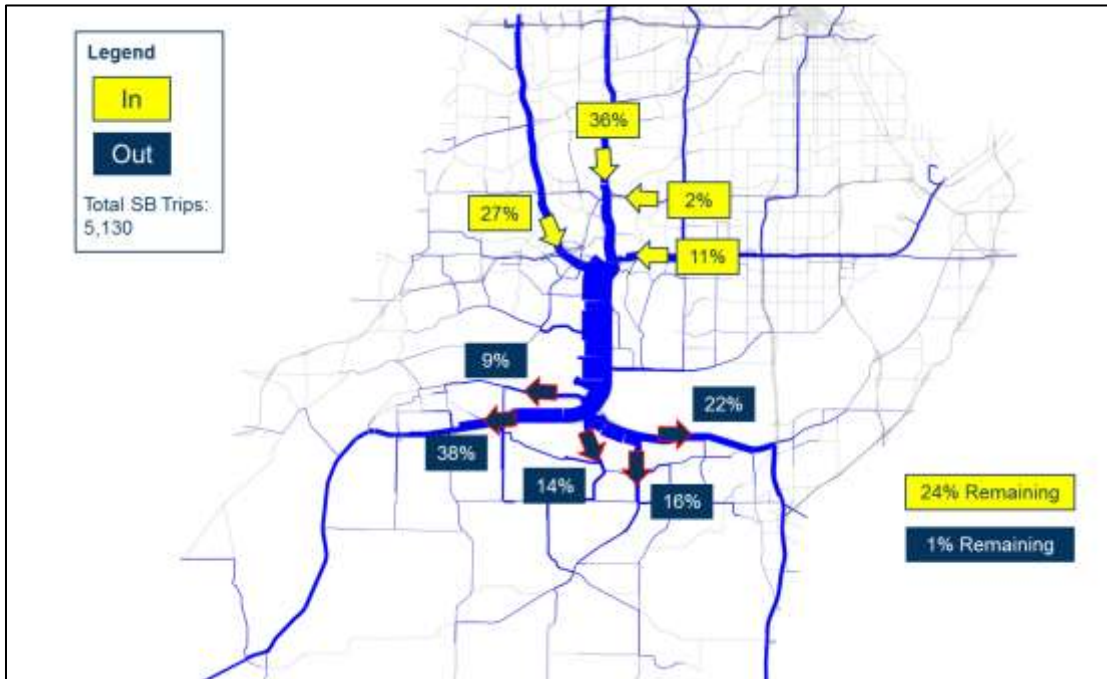 Legend
In
Out
Total SB Trips:
5,130
36%
2%
27%
11%
9%
22%
38%
14%
16%
24% Remaining
1% Remaining